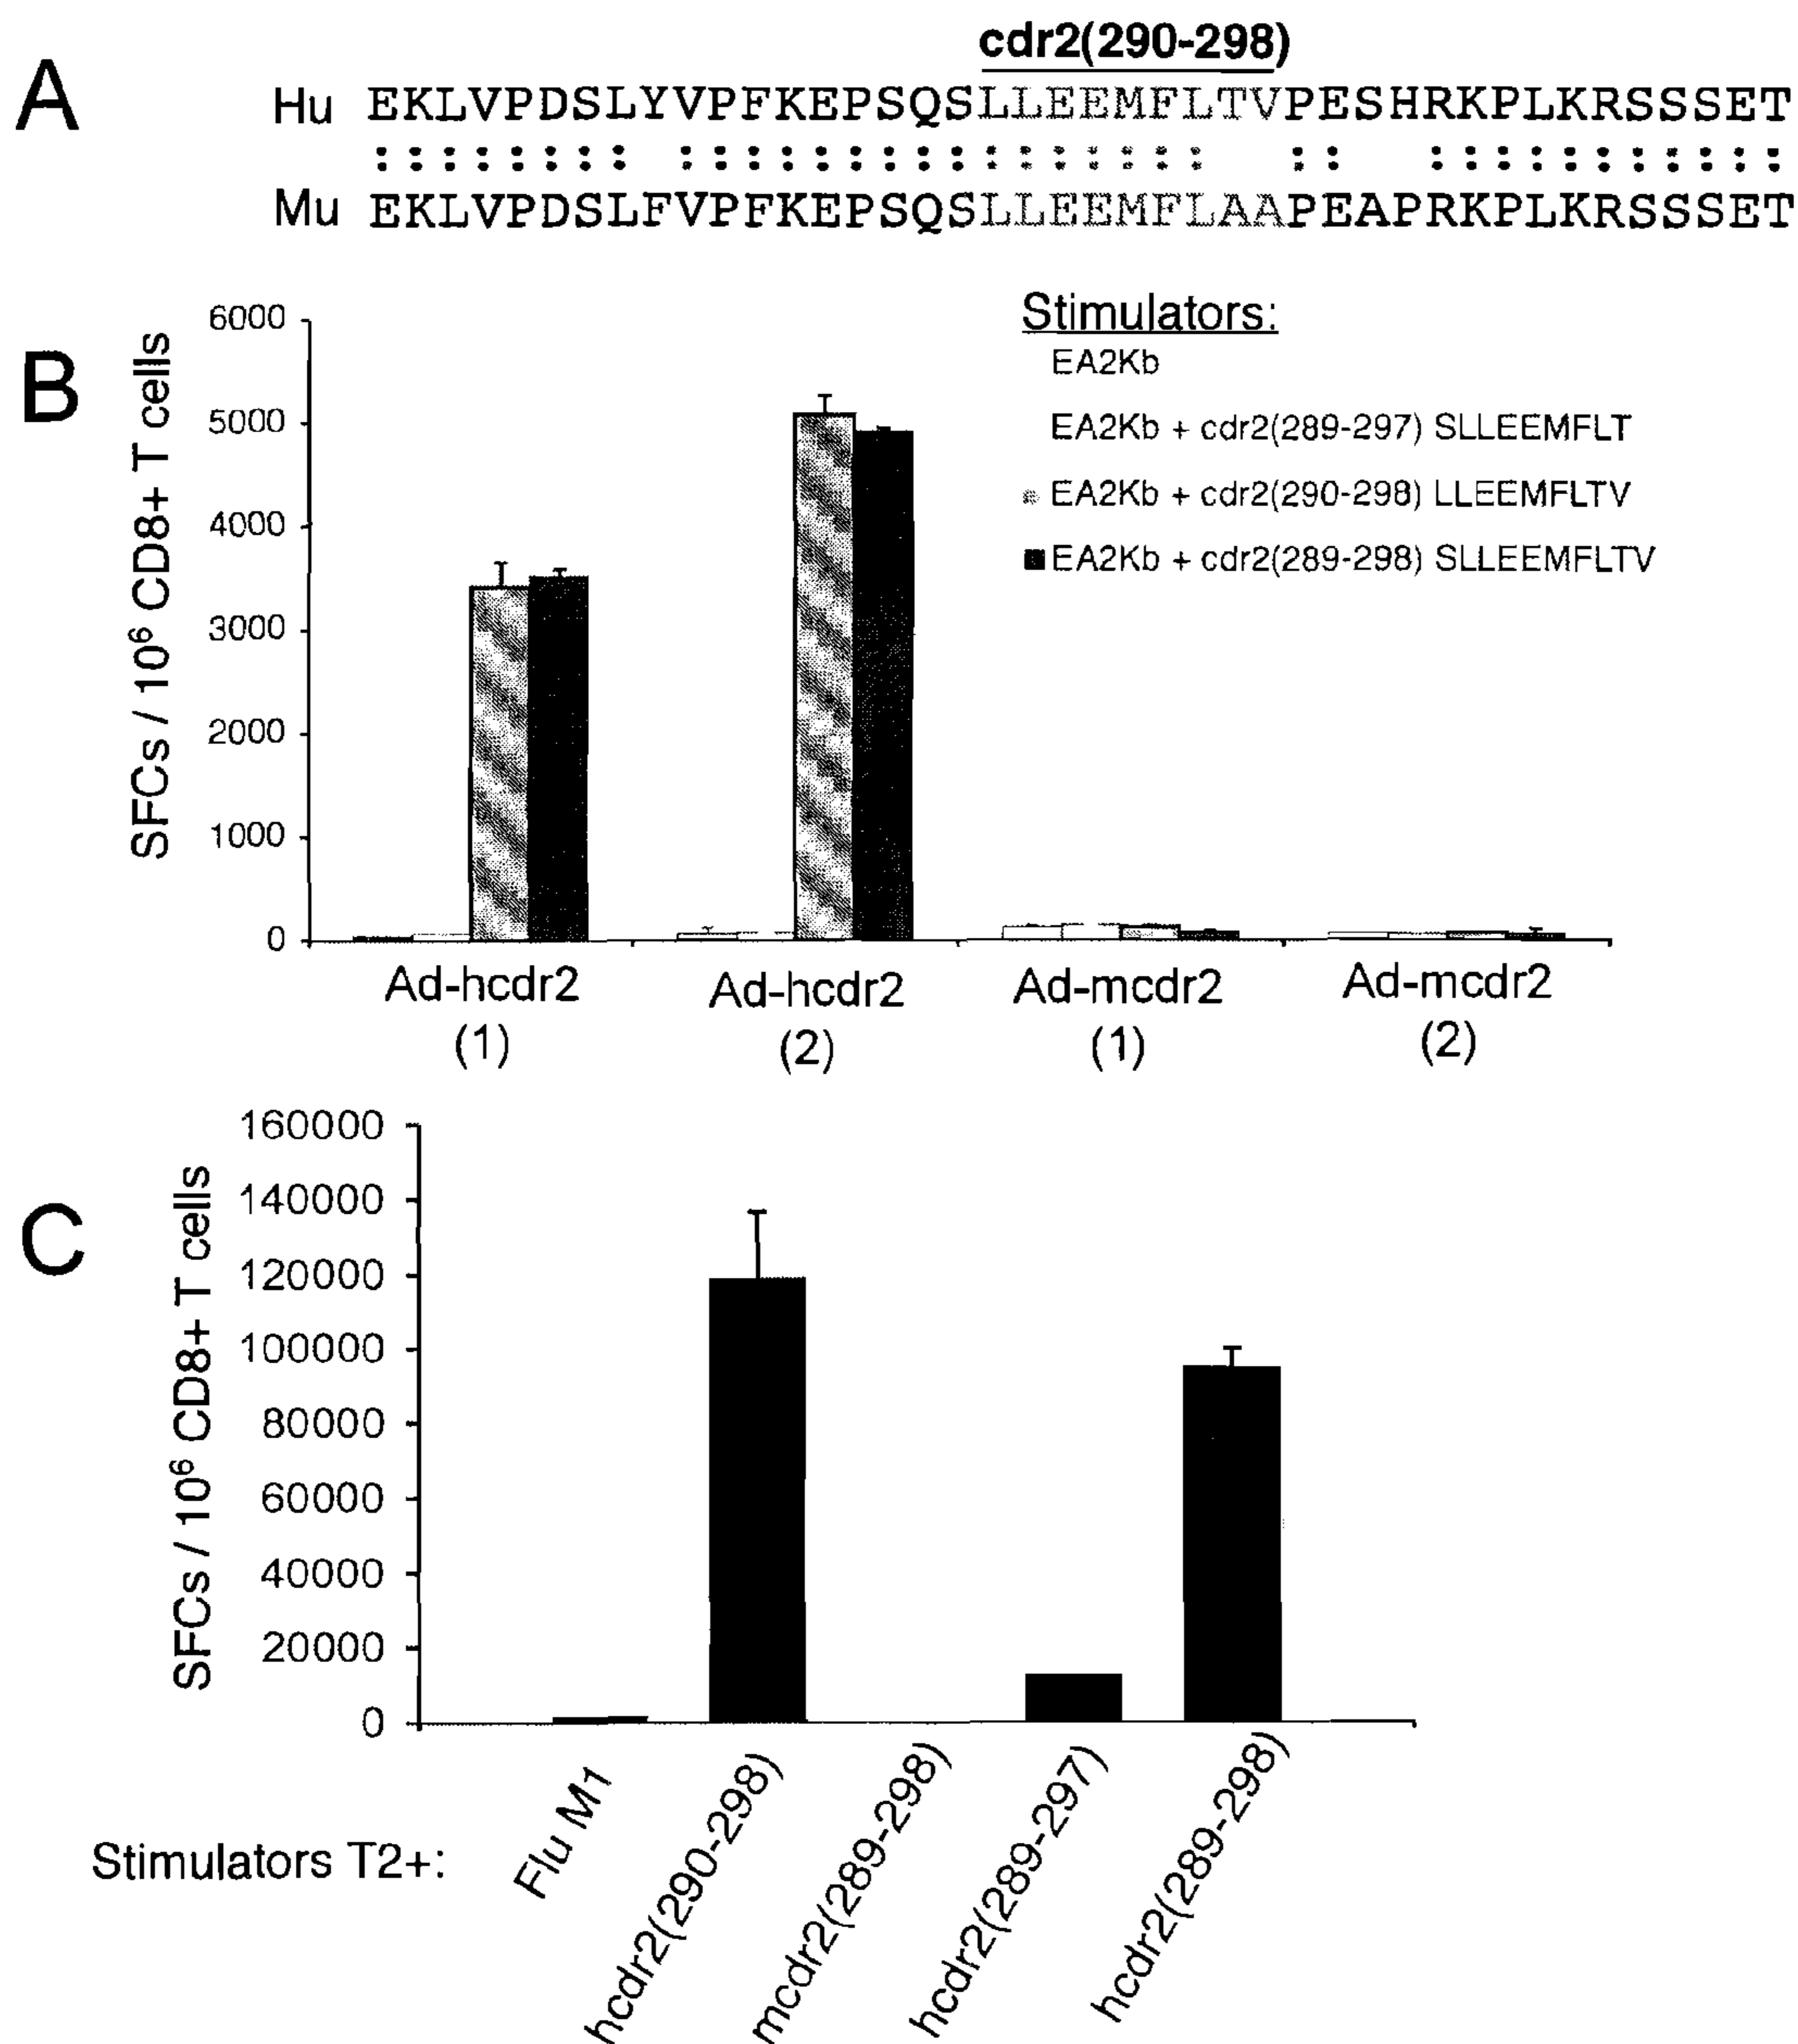 A
cdr2(290-298)
Hu EKLVPDSLYVPFKEPSQSLLEEMFLTVPESHRKPLKRSSSET
Mu EKLVPDSLFVPFKEPSQSLLEEMFLAAPEAPRKPLKRSSSET
B
SFCs / 10⁶ CD8+ T cells
6000
5000
4000
3000
2000
1000
0
Stimulators:
EA2Kb
EA2Kb + cdr2(289-297) SLLEEMFLT
EA2Kb + cdr2(290-298) LLEEMFLTV
EA2Kb + cdr2(289-298) SLLEEMFLTV
Ad-hcdr2
(1)
Ad-hcdr2
(2)
Ad-mcdr2
(1)
Ad-mcdr2
(2)
C
SFCs / 10⁶ CD8+ T cells
160000
140000
120000
100000
80000
60000
40000
20000
0
Stimulators T2+:
Flu M1
hcdr2(290-298)
mcdr2(289-298)
hcdr2(289-297)
hcdr2(289-298)